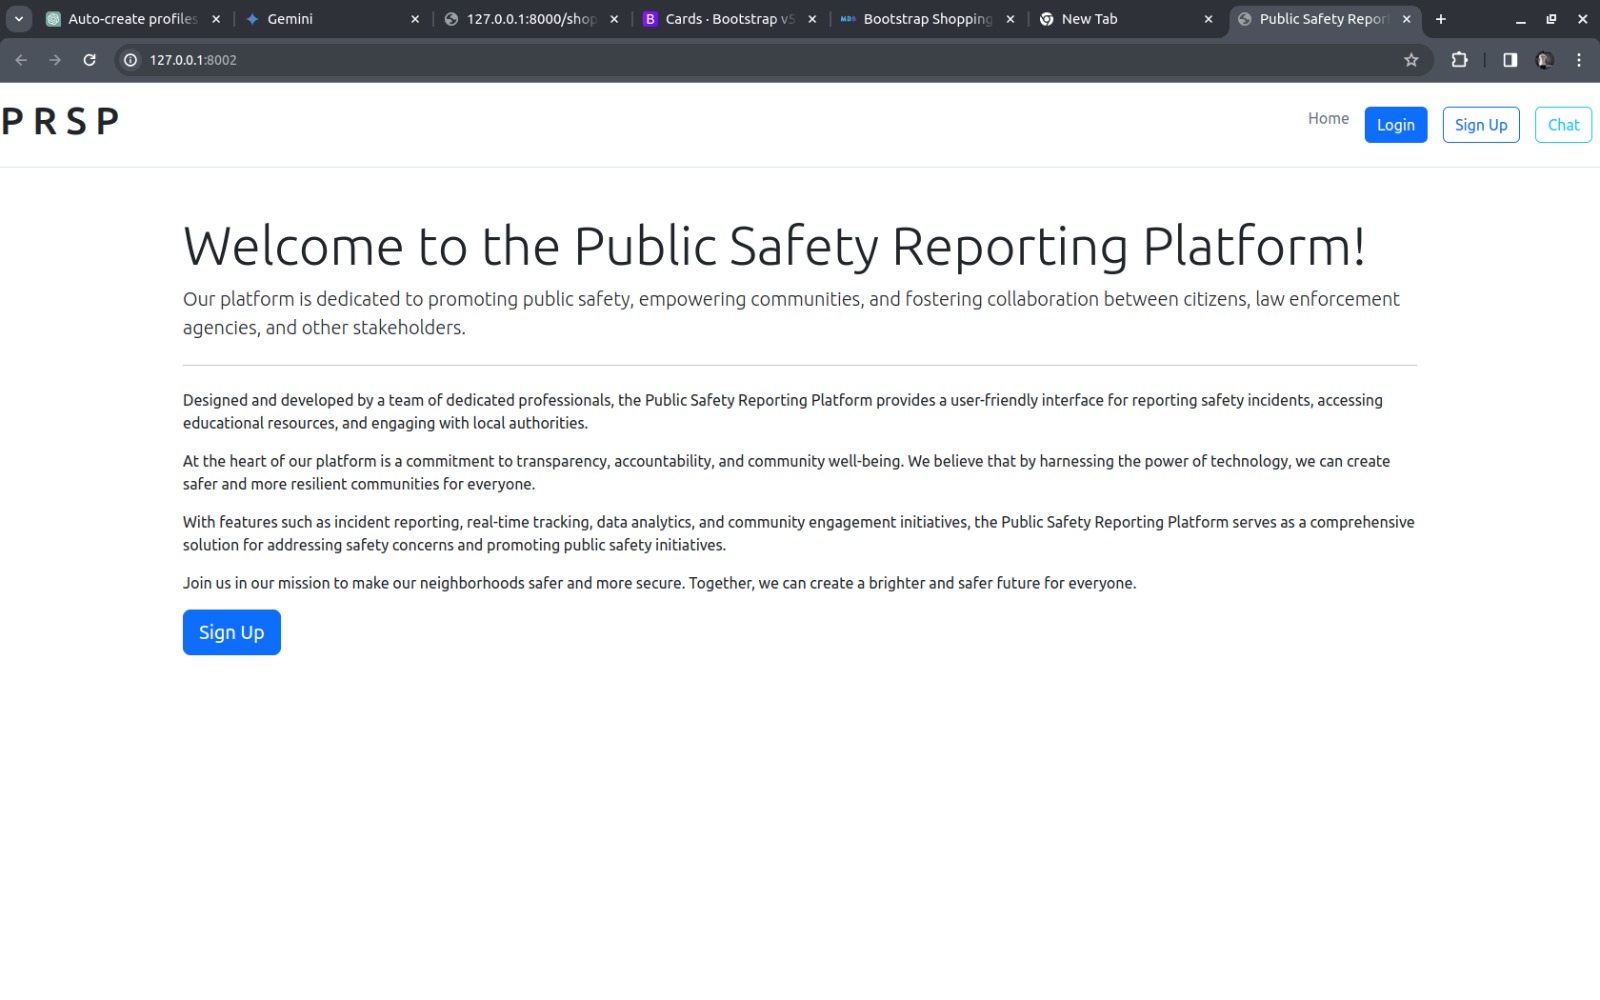 Auto-create profiles
Gemini
127.0.0.1:8000/shop
Cards · Bootstrap v5
Bootstrap Shopping
New Tab
Public Safety Report
127.0.0.1:8002
P R S P
Home
Login
Sign Up
Chat
Welcome to the Public Safety Reporting Platform!
Our platform is dedicated to promoting public safety, empowering communities, and fostering collaboration between citizens, law enforcement
agencies, and other stakeholders.
Designed and developed by a team of dedicated professionals, the Public Safety Reporting Platform provides a user-friendly interface for reporting safety incidents, accessing
educational resources, and engaging with local authorities.
At the heart of our platform is a commitment to transparency, accountability, and community well-being. We believe that by harnessing the power of technology, we can create
safer and more resilient communities for everyone.
With features such as incident reporting, real-time tracking, data analytics, and community engagement initiatives, the Public Safety Reporting Platform serves as a comprehensive
solution for addressing safety concerns and promoting public safety initiatives.
Join us in our mission to make our neighborhoods safer and more secure. Together, we can create a brighter and safer future for everyone.
Sign Up